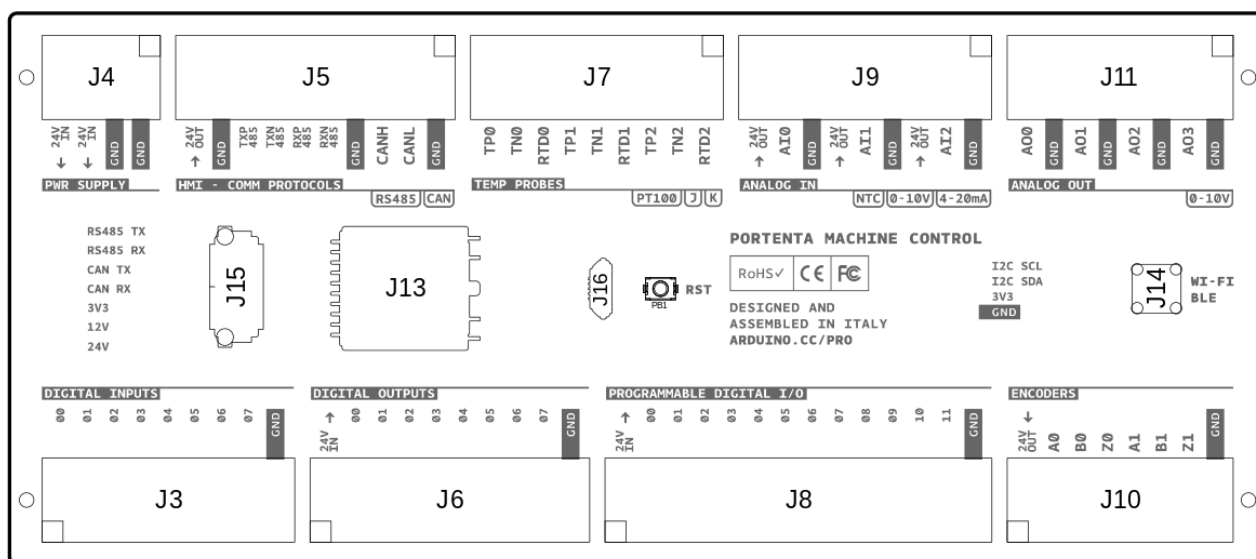 J4
J5
J7
J9
J11
24V IN 24V IN GND GND
24V OUT GND TXP 485 TXN 485 RXP 485 RXN 485 GND CANH CANL GND
TP0 TN0 RTD0 TP1 TN1 RTD1 TP2 TN2 RTD2
24V OUT AI0 GND 24V OUT AI1 GND 24V OUT AI2 GND
AO0 GND AO1 GND AO2 GND AO3 GND
PWR SUPPLY
HMI - COMM PROTOCOLS
RS485 CAN
TEMP PROBES
PT100 J K
ANALOG IN
NTC 0-10V 4-20mA
ANALOG OUT
0-10V
RS485 TX
RS485 RX
CAN TX
CAN RX
3V3
12V
24V
J15
J13
J16
PB1
RST
PORTENTA MACHINE CONTROL
RoHS✓ CE FC
DESIGNED AND
ASSEMBLED IN ITALY
ARDUINO.CC/PRO
I2C SCL
I2C SDA
3V3
GND
J14
WI-FI
BLE
DIGITAL INPUTS
00 01 02 03 04 05 06 07 GND
DIGITAL OUTPUTS
24V IN 00 01 02 03 04 05 06 07 GND
PROGRAMMABLE DIGITAL I/O
24V IN 00 01 02 03 04 05 06 07 08 09 10 11 GND
ENCODERS
24V OUT A0 B0 Z0 A1 B1 Z1 GND
J3
J6
J8
J10